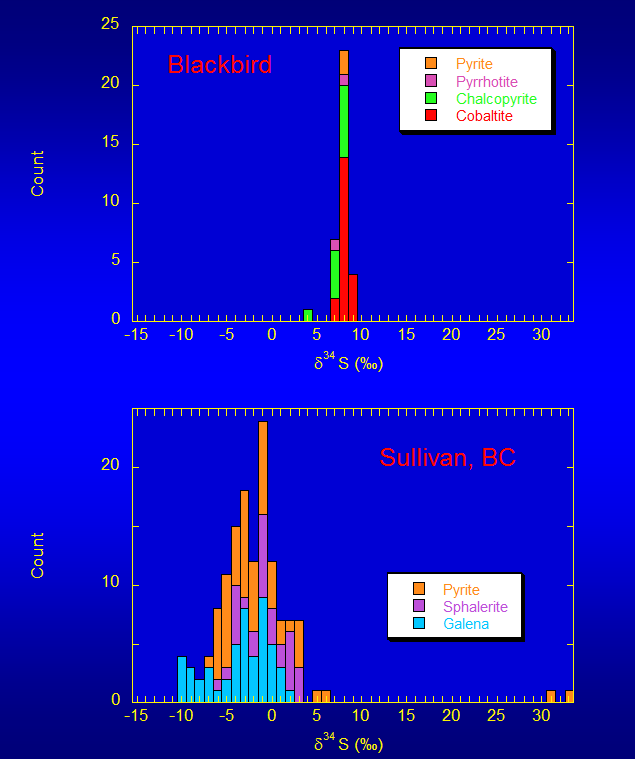 25
Blackbird
Pyrite
Pyrrhotite
Chalcopyrite
Cobaltite
20
15
Count
10
5
0
-15 -10 -5 0 5 10 15 20 25 30
δ34S (‰)
Sullivan, BC
20
Count
10
Pyrite
Sphalerite
Galena
0
-15 -10 -5 0 5 10 15 20 25 30
δ34S (‰)